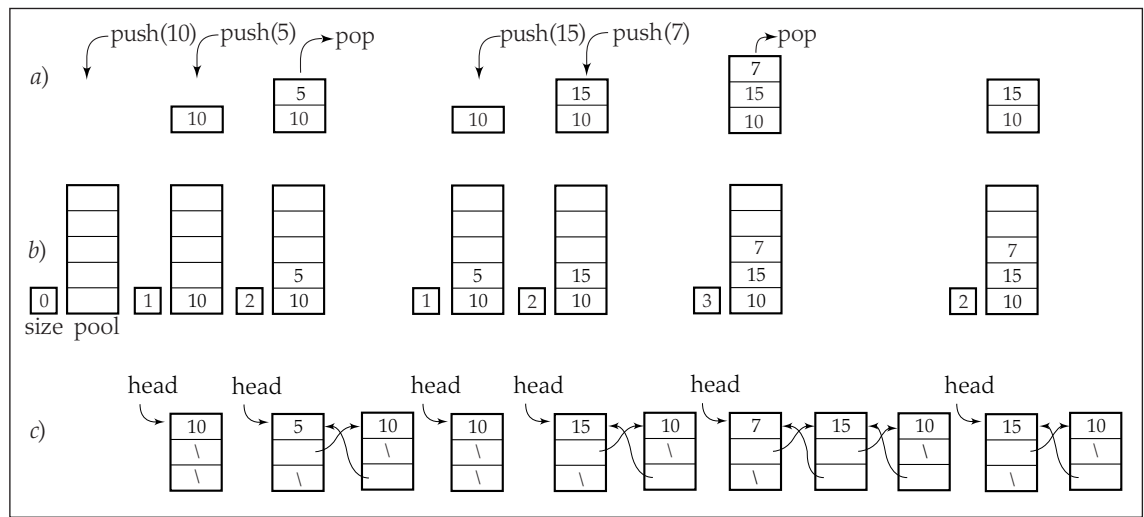 push(10) push(5) pop push(15) push(7) pop
a)
7
5 15 15 15
10 10 10 10 10 10
b)
7 7
5 5 15 15 15
0 1 10 2 10 1 10 2 10 3 10 2 10
size pool
head head head head head head
c)
10 5 10 10 15 10 7 15 10 15 10
\ \ \ \ \ \
\ \ \ \ \ \